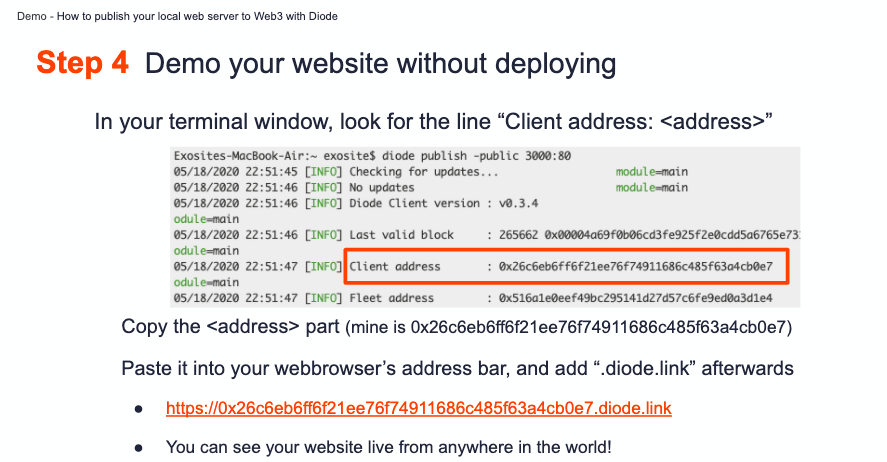 Demo - How to publish your local web server to Web3 with Diode
Step 4 Demo your website without deploying
In your terminal window, look for the line “Client address: <address>”
Exosites-MacBook-Air:~ exosite$ diode publish -public 3000:80
05/18/2020 22:51:45 [INFO] Checking for updates... module=main
05/18/2020 22:51:46 [INFO] No updates module=main
05/18/2020 22:51:46 [INFO] Diode Client version : v0.3.4
odule=main
05/18/2020 22:51:46 [INFO] Last valid block : 265662 0x00004a69f0b06cd3fe925f2e0cdd5a6765e73
odule=main
05/18/2020 22:51:47 [INFO] Client address : 0x26c6eb6ff6f21ee76f74911686c485f63a4cb0e7
odule=main
05/18/2020 22:51:47 [INFO] Fleet address : 0x516a1e0eef49bc295141d27d57c6fe9ed0a3d1e4
Copy the <address> part (mine is 0x26c6eb6ff6f21ee76f74911686c485f63a4cb0e7)
Paste it into your webbrowser’s address bar, and add “.diode.link” afterwards
● https://0x26c6eb6ff6f21ee76f74911686c485f63a4cb0e7.diode.link
● You can see your website live from anywhere in the world!